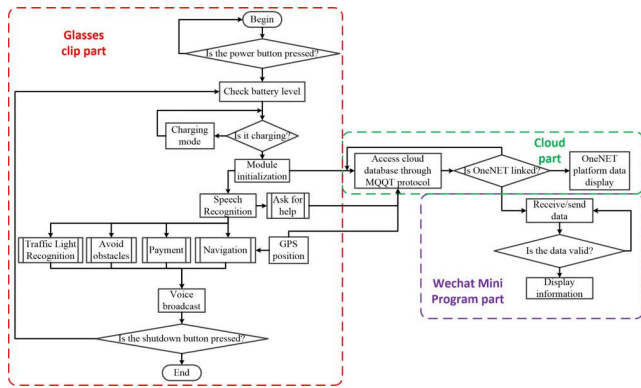 Glasses
clip part
Begin
Is the power button pressed?
Check battery level
Charging
mode
Is it charging?
Module
initialization
Speech
Recognition
Ask for
help
Traffic Light
Recognition
Avoid
obstacles
Payment
Navigation
GPS
position
Voice
broadcast
Is the shutdown button pressed?
End
Cloud
part
Access cloud
database through
MQQT protocol
Is OneNET linked?
OneNET
platform data
display
Receive/send
data
Is the data valid?
Display
information
Wechat Mini
Program part